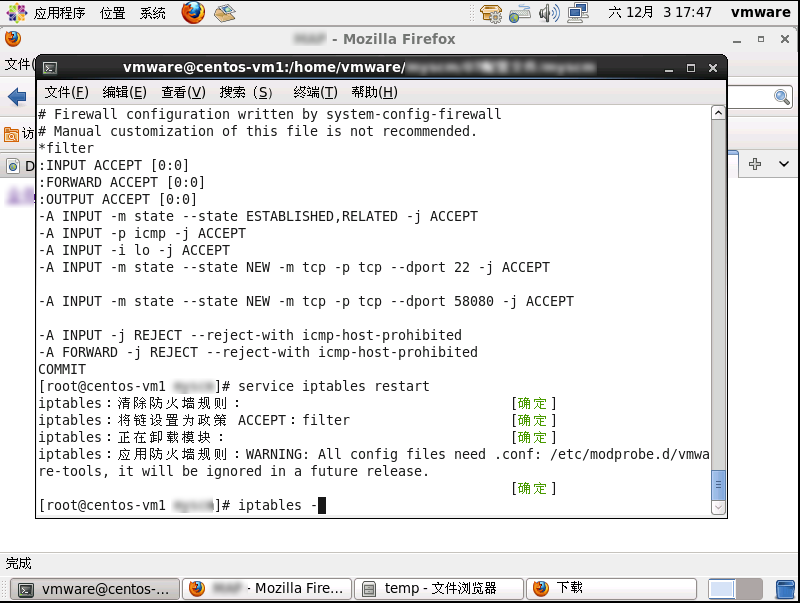 应用程序 位置 系统 六 12月 3 17:47 vmware
- Mozilla Firefox
文件(
vmware@centos-vm1:/home/vmware/
文件(F) 编辑(E) 查看(V) 搜索 (S) 终端(T) 帮助(H)
访
D
# Firewall configuration written by system-config-firewall
# Manual customization of this file is not recommended.
*filter
:INPUT ACCEPT [0:0]
:FORWARD ACCEPT [0:0]
:OUTPUT ACCEPT [0:0]
-A INPUT -m state --state ESTABLISHED,RELATED -j ACCEPT
-A INPUT -p icmp -j ACCEPT
-A INPUT -i lo -j ACCEPT
-A INPUT -m state --state NEW -m tcp -p tcp --dport 22 -j ACCEPT
-A INPUT -m state --state NEW -m tcp -p tcp --dport 58080 -j ACCEPT
-A INPUT -j REJECT --reject-with icmp-host-prohibited
-A FORWARD -j REJECT --reject-with icmp-host-prohibited
COMMIT
[root@centos-vm1 ]# service iptables restart
iptables：清除防火墙规则： [确定]
iptables：将链设置为政策 ACCEPT：filter [确定]
iptables：正在卸载模块： [确定]
iptables：应用防火墙规则：WARNING: All config files need .conf: /etc/modprobe.d/vmwa
re-tools, it will be ignored in a future release.
[确定]
[root@centos-vm1 ]# iptables -
完成
vmware@centos-... - Mozilla Fire... temp - 文件浏览器 下载